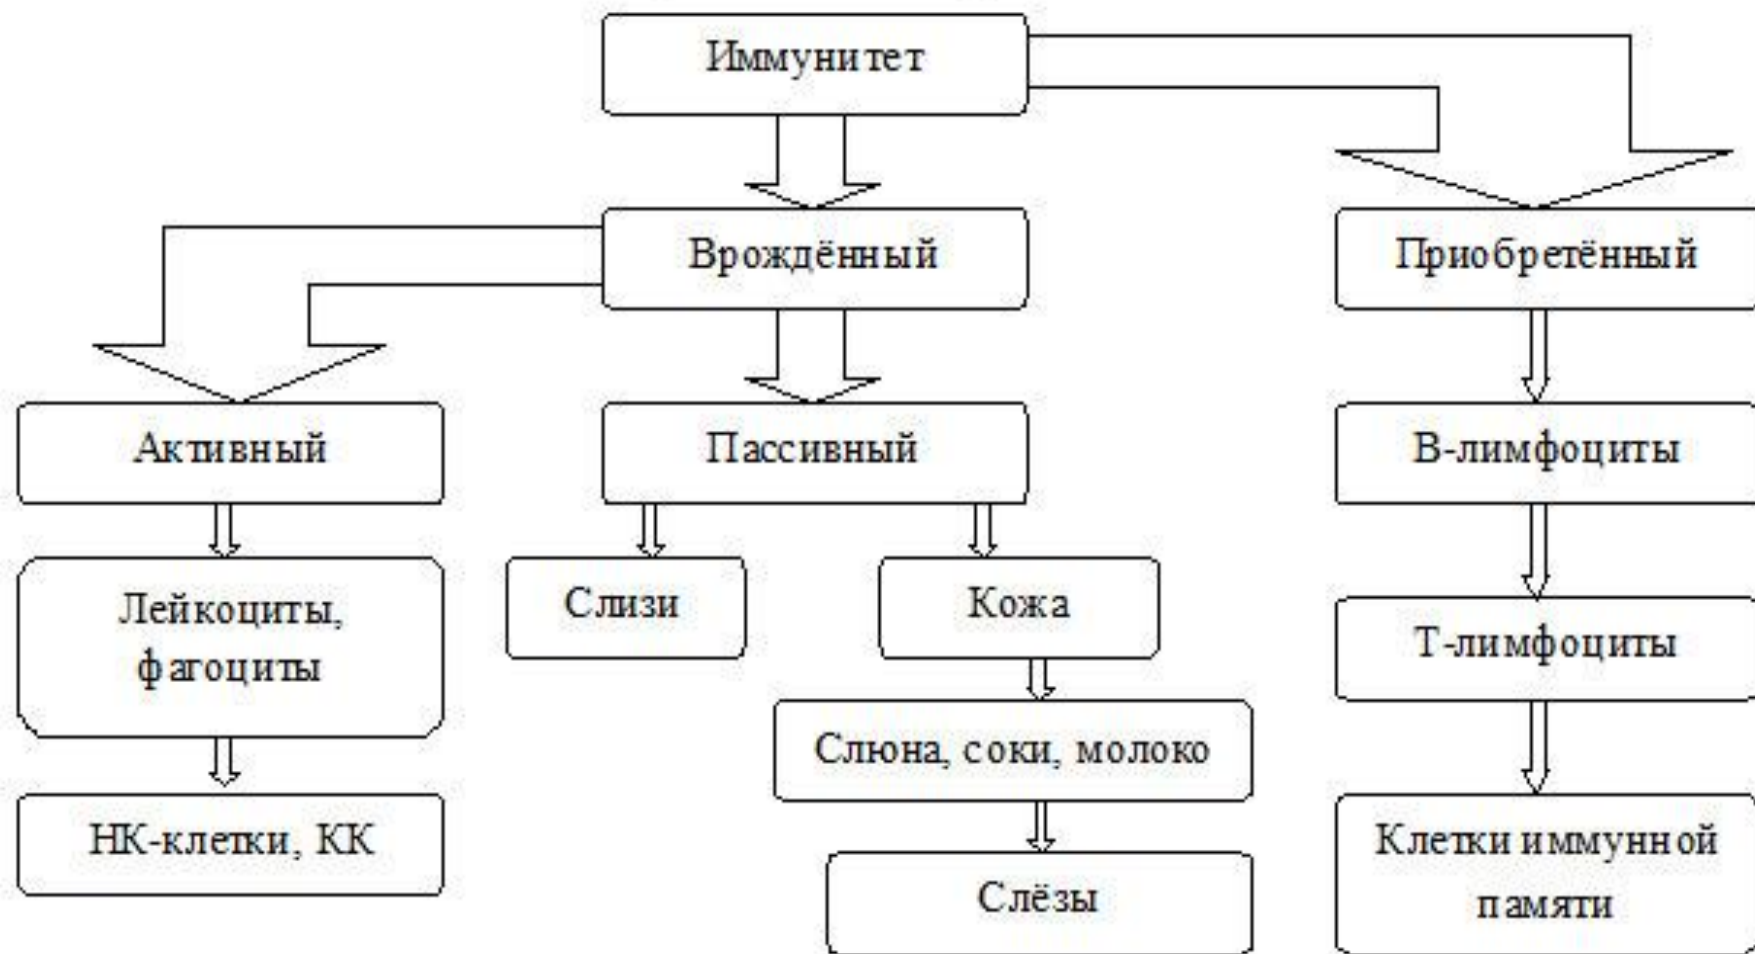 Иммунитет
Врождённый
Приобретённый
Активный
Пассивный
В-лимфоциты
Лейкоциты,
фагоциты
Слизи
Кожа
Т-лимфоциты
Слюна, соки, молоко
НК-клетки, КК
Слёзы
Клетки иммунной
памяти